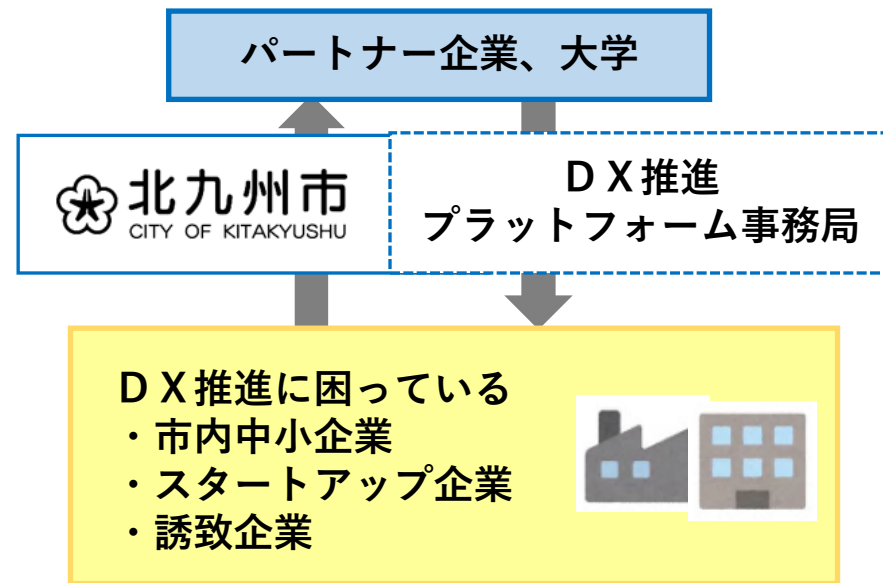 パートナー企業、大学
北九州市
CITY OF KITAKYUSHU
ＤＸ推進
プラットフォーム事務局
ＤＸ推進に困っている
・市内中小企業
・スタートアップ企業
・誘致企業